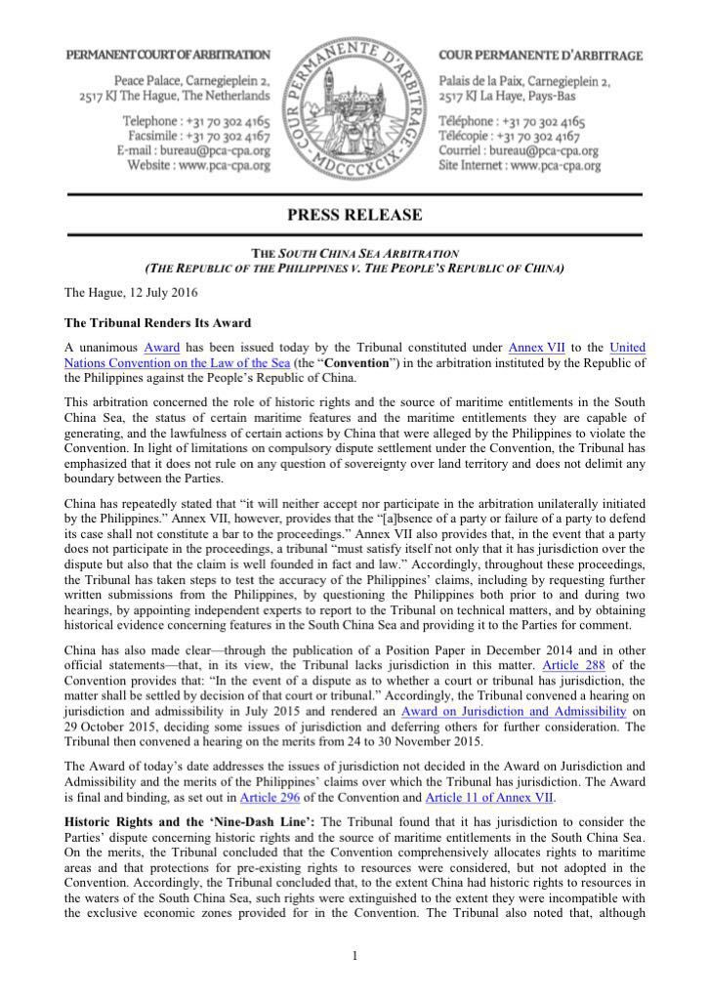 PERMANENT COURT OF ARBITRATION
Peace Palace, Carnegieplein 2,
2517 KJ The Hague, The Netherlands
Telephone : +31 70 302 4165
Facsimile : +31 70 302 4167
E-mail : bureau@pca-cpa.org
Website : www.pca-cpa.org
COUR PERMANENTE D'ARBITRAGE
MDCCCXCIX
COUR PERMANENTE D'ARBITRAGE
Palais de la Paix, Carnegieplein 2,
2517 KJ La Haye, Pays-Bas
Téléphone : +31 70 302 4165
Télécopie : +31 70 302 4167
Courriel : bureau@pca-cpa.org
Site Internet : www.pca-cpa.org
PRESS RELEASE
THE SOUTH CHINA SEA ARBITRATION
(THE REPUBLIC OF THE PHILIPPINES V. THE PEOPLE'S REPUBLIC OF CHINA)
The Hague, 12 July 2016
The Tribunal Renders Its Award
A unanimous Award has been issued today by the Tribunal constituted under Annex VII to the United
Nations Convention on the Law of the Sea (the “Convention”) in the arbitration instituted by the Republic of
the Philippines against the People’s Republic of China.
This arbitration concerned the role of historic rights and the source of maritime entitlements in the South
China Sea, the status of certain maritime features and the maritime entitlements they are capable of
generating, and the lawfulness of certain actions by China that were alleged by the Philippines to violate the
Convention. In light of limitations on compulsory dispute settlement under the Convention, the Tribunal has
emphasized that it does not rule on any question of sovereignty over land territory and does not delimit any
boundary between the Parties.
China has repeatedly stated that “it will neither accept nor participate in the arbitration unilaterally initiated
by the Philippines.” Annex VII, however, provides that the “[a]bsence of a party or failure of a party to defend
its case shall not constitute a bar to the proceedings.” Annex VII also provides that, in the event that a party
does not participate in the proceedings, a tribunal “must satisfy itself not only that it has jurisdiction over the
dispute but also that the claim is well founded in fact and law.” Accordingly, throughout these proceedings,
the Tribunal has taken steps to test the accuracy of the Philippines’ claims, including by requesting further
written submissions from the Philippines, by questioning the Philippines both prior to and during two
hearings, by appointing independent experts to report to the Tribunal on technical matters, and by obtaining
historical evidence concerning features in the South China Sea and providing it to the Parties for comment.
China has also made clear—through the publication of a Position Paper in December 2014 and in other
official statements—that, in its view, the Tribunal lacks jurisdiction in this matter. Article 288 of the
Convention provides that: “In the event of a dispute as to whether a court or tribunal has jurisdiction, the
matter shall be settled by decision of that court or tribunal.” Accordingly, the Tribunal convened a hearing on
jurisdiction and admissibility in July 2015 and rendered an Award on Jurisdiction and Admissibility on
29 October 2015, deciding some issues of jurisdiction and deferring others for further consideration. The
Tribunal then convened a hearing on the merits from 24 to 30 November 2015.
The Award of today’s date addresses the issues of jurisdiction not decided in the Award on Jurisdiction and
Admissibility and the merits of the Philippines’ claims over which the Tribunal has jurisdiction. The Award
is final and binding, as set out in Article 296 of the Convention and Article 11 of Annex VII.
Historic Rights and the ‘Nine-Dash Line’: The Tribunal found that it has jurisdiction to consider the
Parties’ dispute concerning historic rights and the source of maritime entitlements in the South China Sea.
On the merits, the Tribunal concluded that the Convention comprehensively allocates rights to maritime
areas and that protections for pre-existing rights to resources were considered, but not adopted in the
Convention. Accordingly, the Tribunal concluded that, to the extent China had historic rights to resources in
the waters of the South China Sea, such rights were extinguished to the extent they were incompatible with
the exclusive economic zones provided for in the Convention. The Tribunal also noted that, although
1